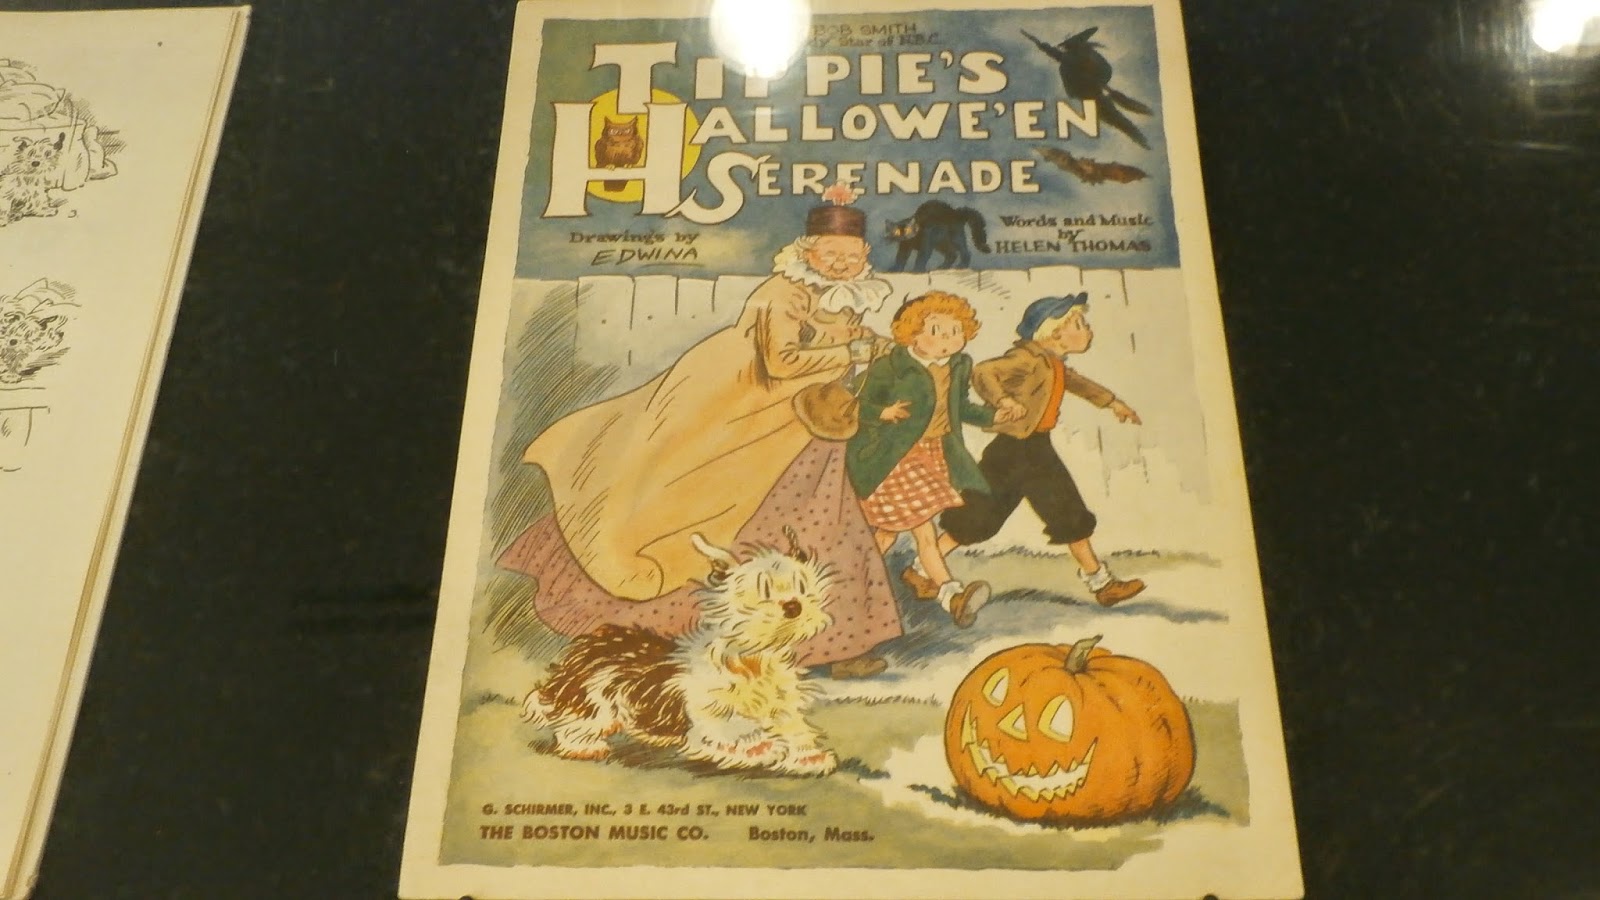 BOB SMITH
Star of N.B.C.
TIPPIE'S
HALLOWE'EN
SERENADE
Drawings by
EDWINA
Words and Music
by
HELEN THOMAS
G. SCHIRMER, INC., 3 E. 43rd ST., NEW YORK
THE BOSTON MUSIC CO. Boston, Mass.